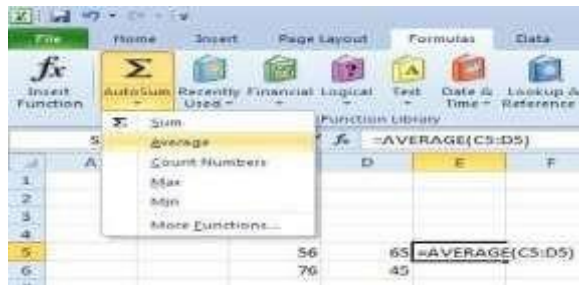 File Home Insert Page Layout Formulas Data
fx Σ A
Insert Function AutoSum Recently Used Financial Logical Text Date & Time Lookup & Reference
Function Library
fx =AVERAGE(C5:D5)
Σ Sum
Average
Count Numbers
Max
Min
More Functions...
A D E F
1
2
3
4
5 56 65 =AVERAGE(C5:D5)
6 76 45